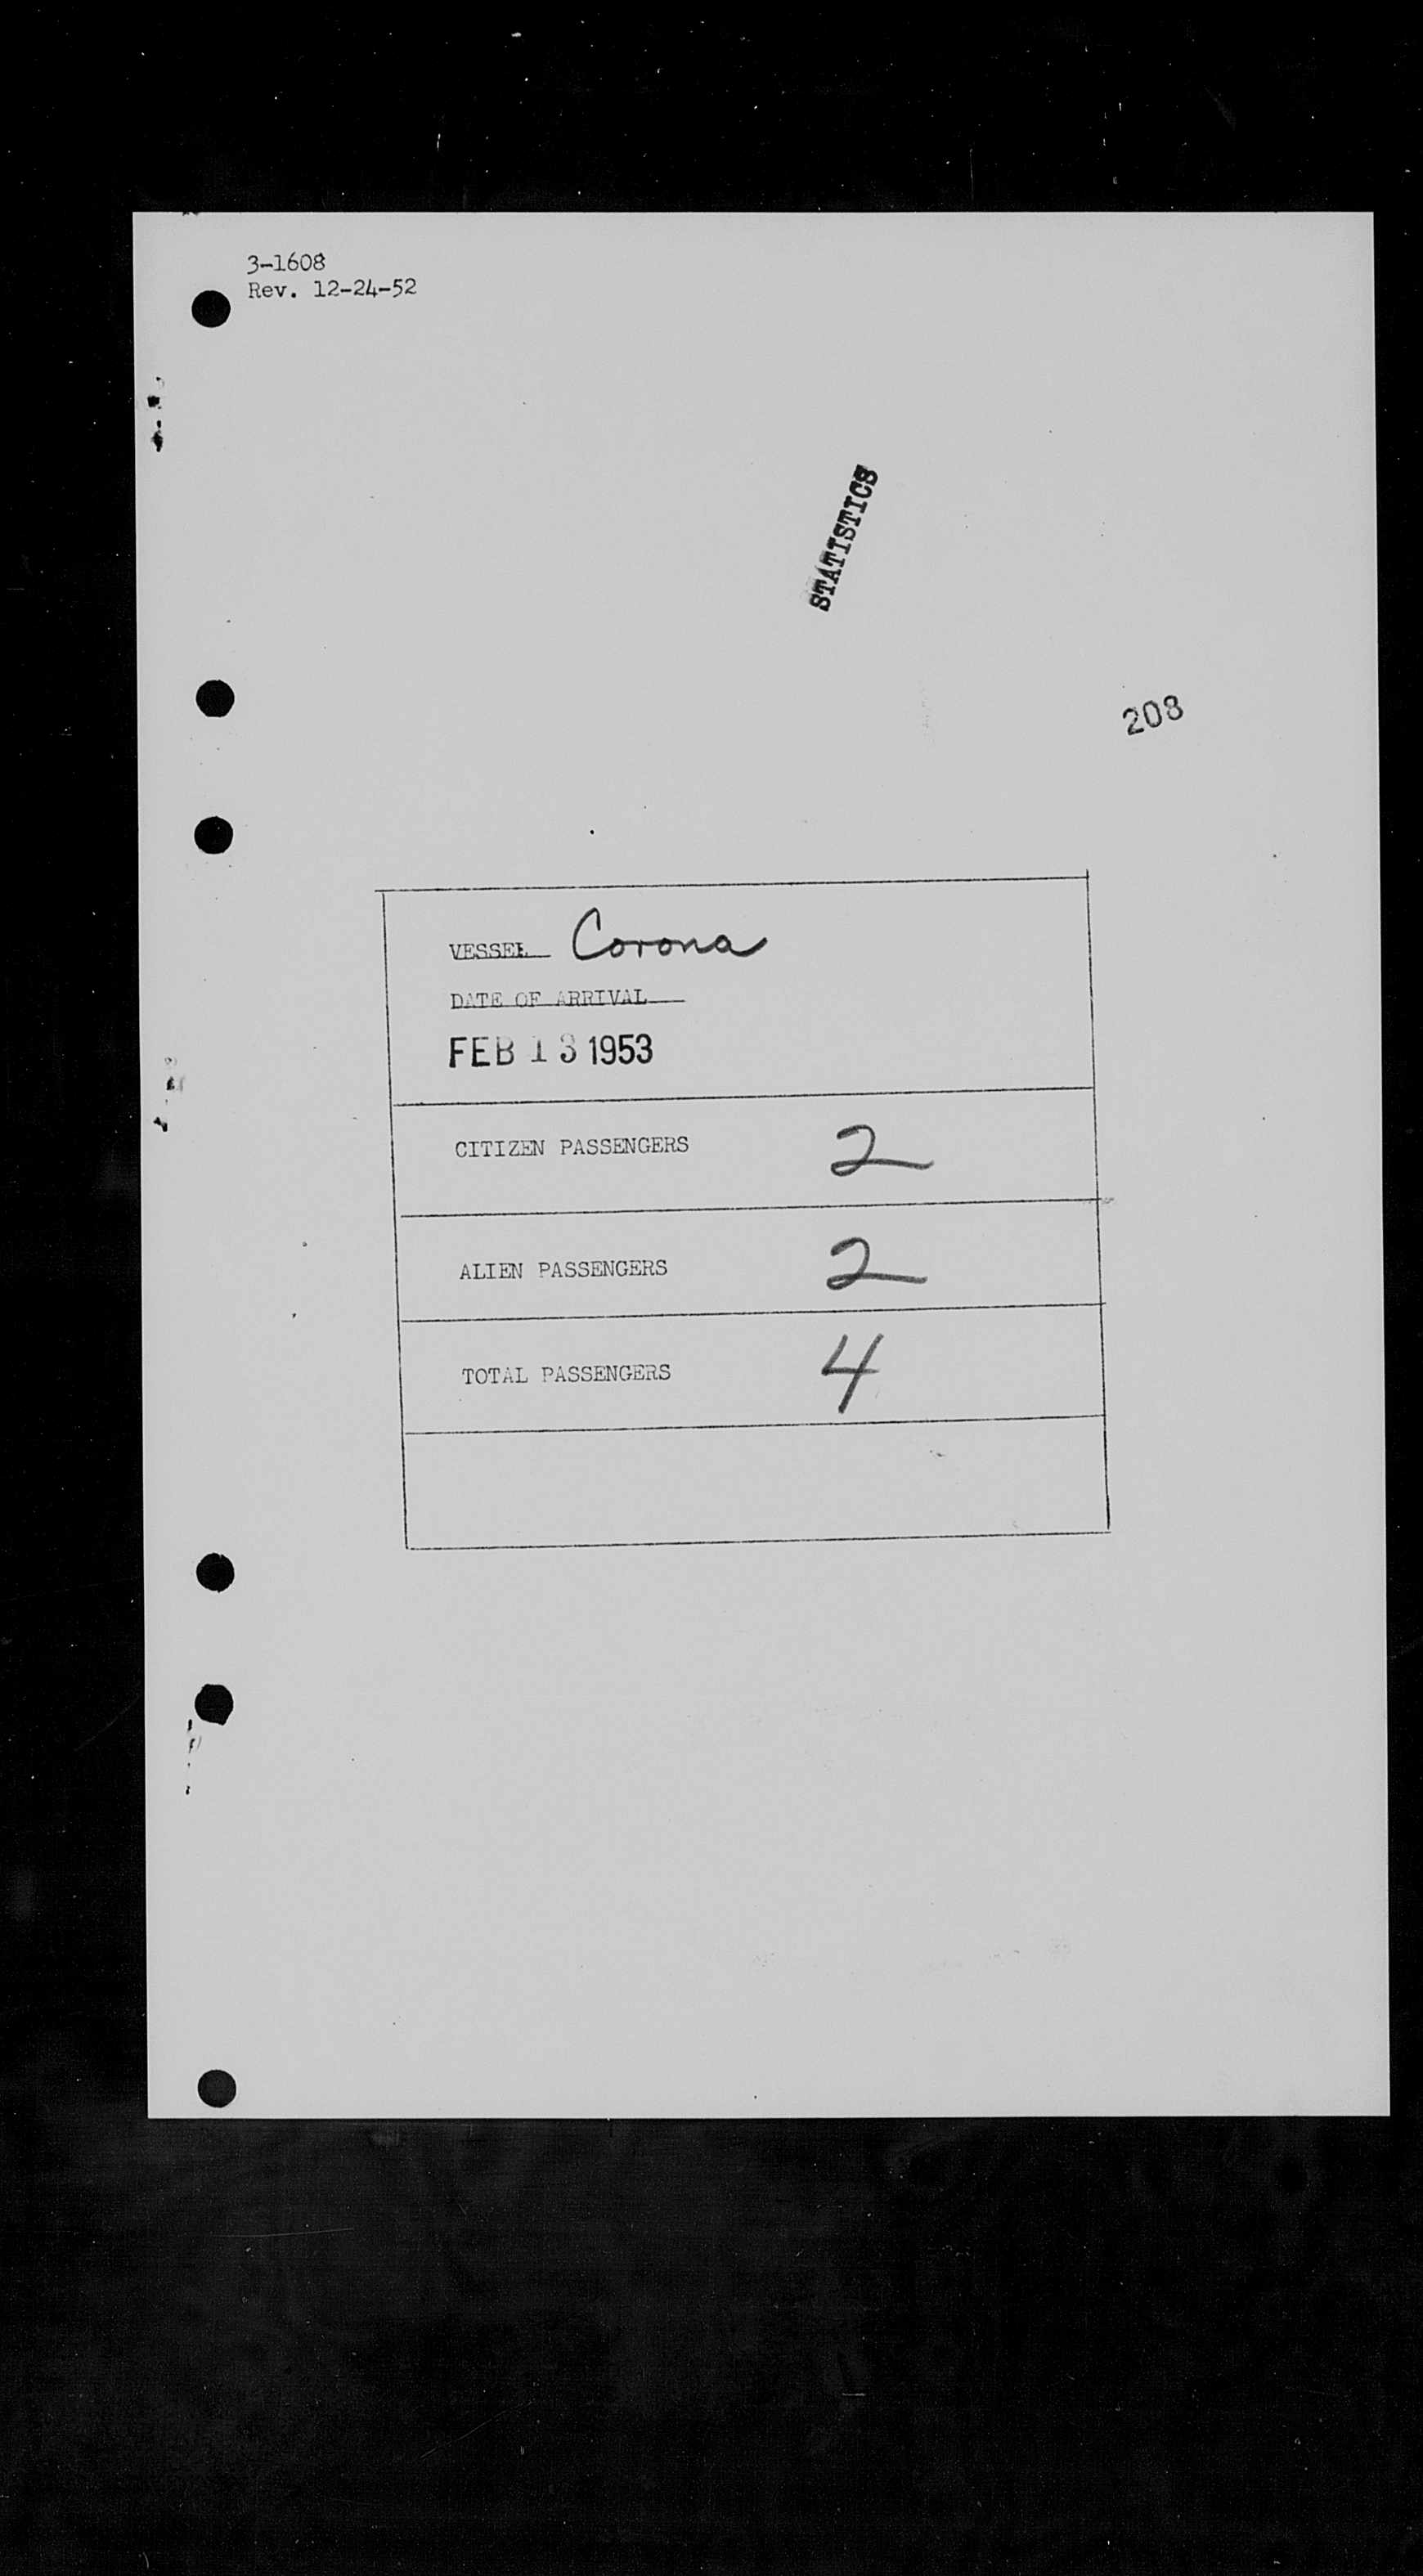 3-1608
Rev. 12-24-52
STATISTICS
208
VESSEL Corona
DATE OF ARRIVAL
FEB 13 1953
CITIZEN PASSENGERS 2
ALIEN PASSENGERS 2
TOTAL PASSENGERS 4